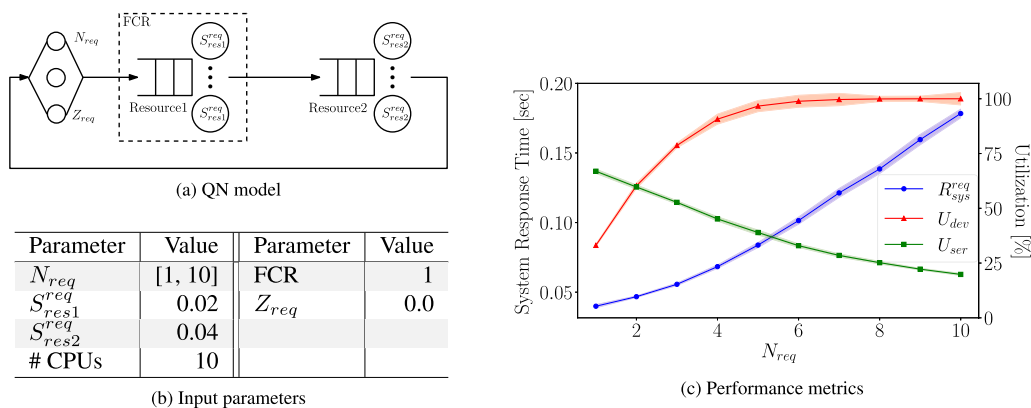 FCR
N_req
Z_req
S^req_res1
S^req_res1
Resource1
S^req_res2
S^req_res2
Resource2
(a) QN model
Parameter Value Parameter Value
N_req [1, 10] FCR 1
S^req_res1 0.02 Z_req 0.0
S^req_res2 0.04
# CPUs 10
(b) Input parameters
System Response Time [sec]
0.20
0.15
0.10
0.05
2 4 6 8 10
N_req
100
75
50
25
0
Utilization [%]
R^req_sys
U_dev
U_ser
(c) Performance metrics